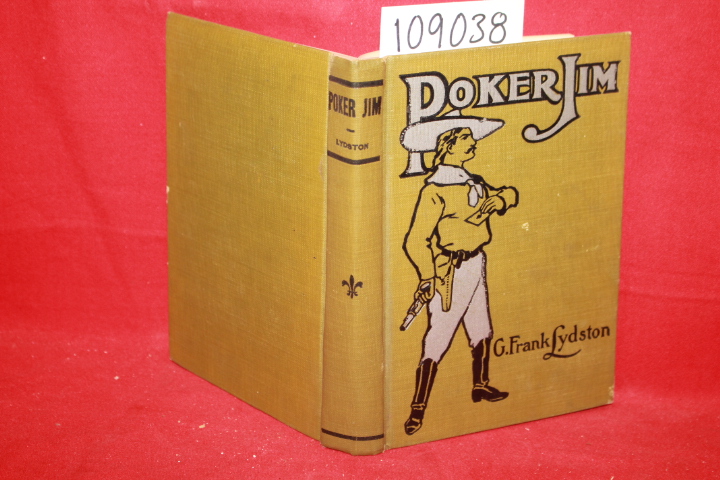 109038
POKER JIM
LYDSTON
POKER JIM
G. Frank Lydston